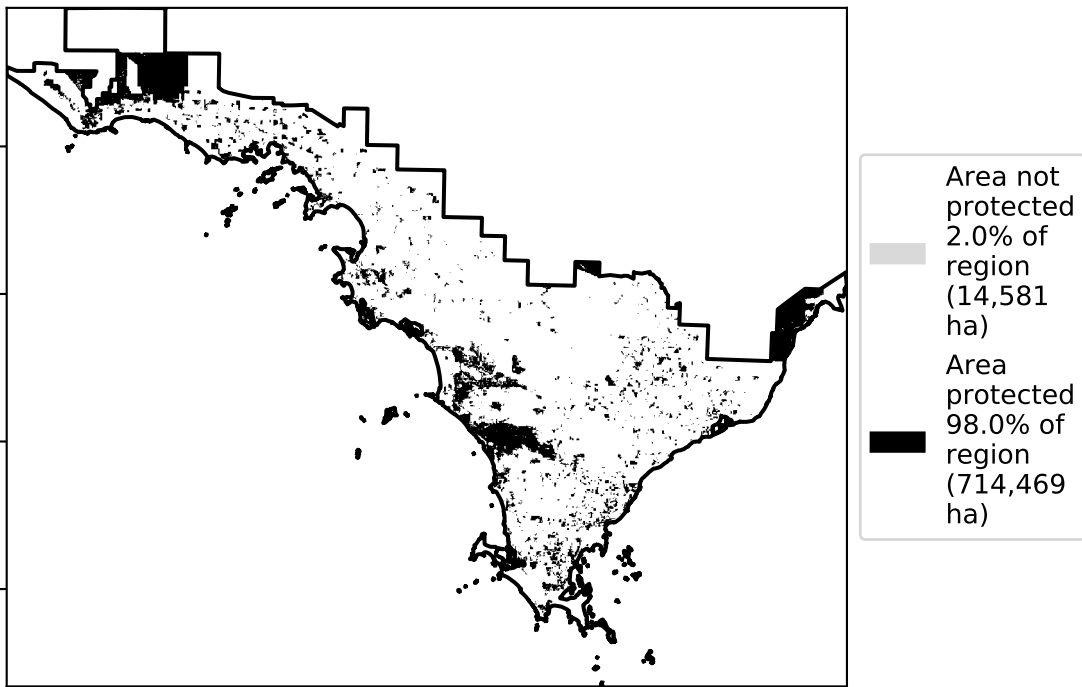 Area not
protected
2.0% of
region
(14,581
ha)
Area
protected
98.0% of
region
(714,469
ha)